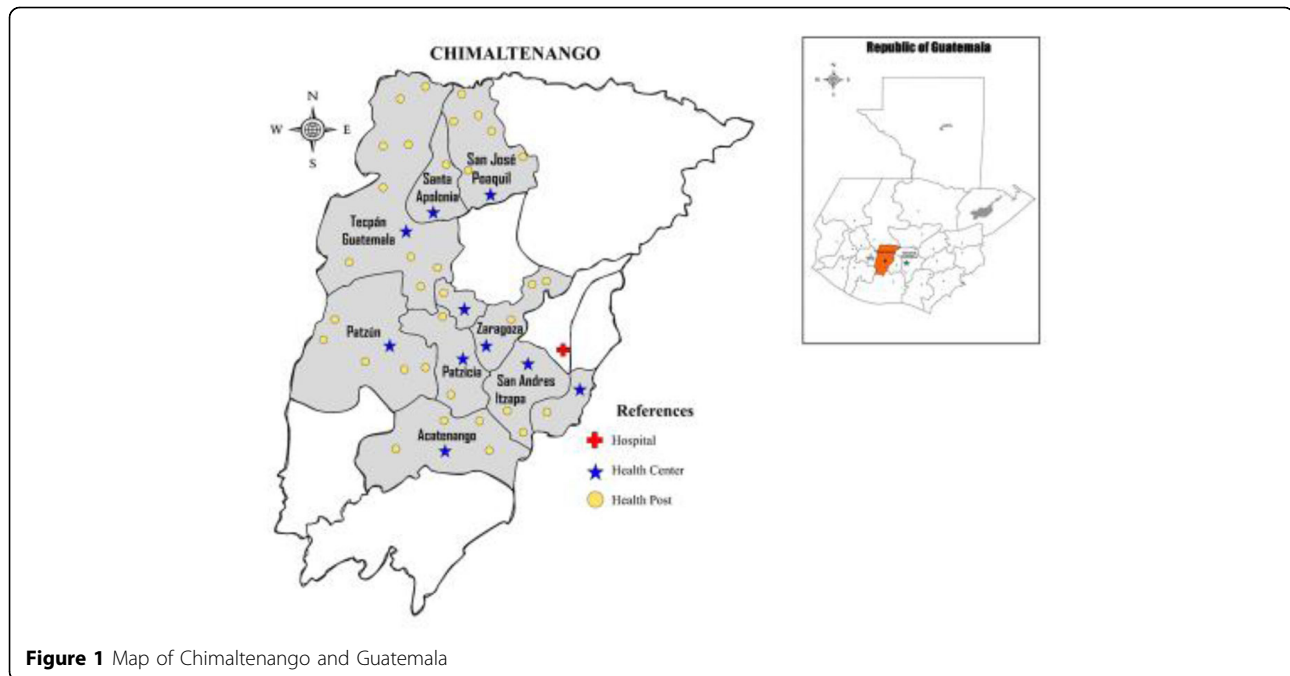 CHIMALTENANGO
N
W
E
S
San José
Poaquil
Santa
Apolonia
Tecpán
Guatemala
Zaragoza
Patzún
Patzicia
San Andres
Itzapa
Acatenango
References
Hospital
Health Center
Health Post
Republic of Guatemala
Figure 1 Map of Chimaltenango and Guatemala